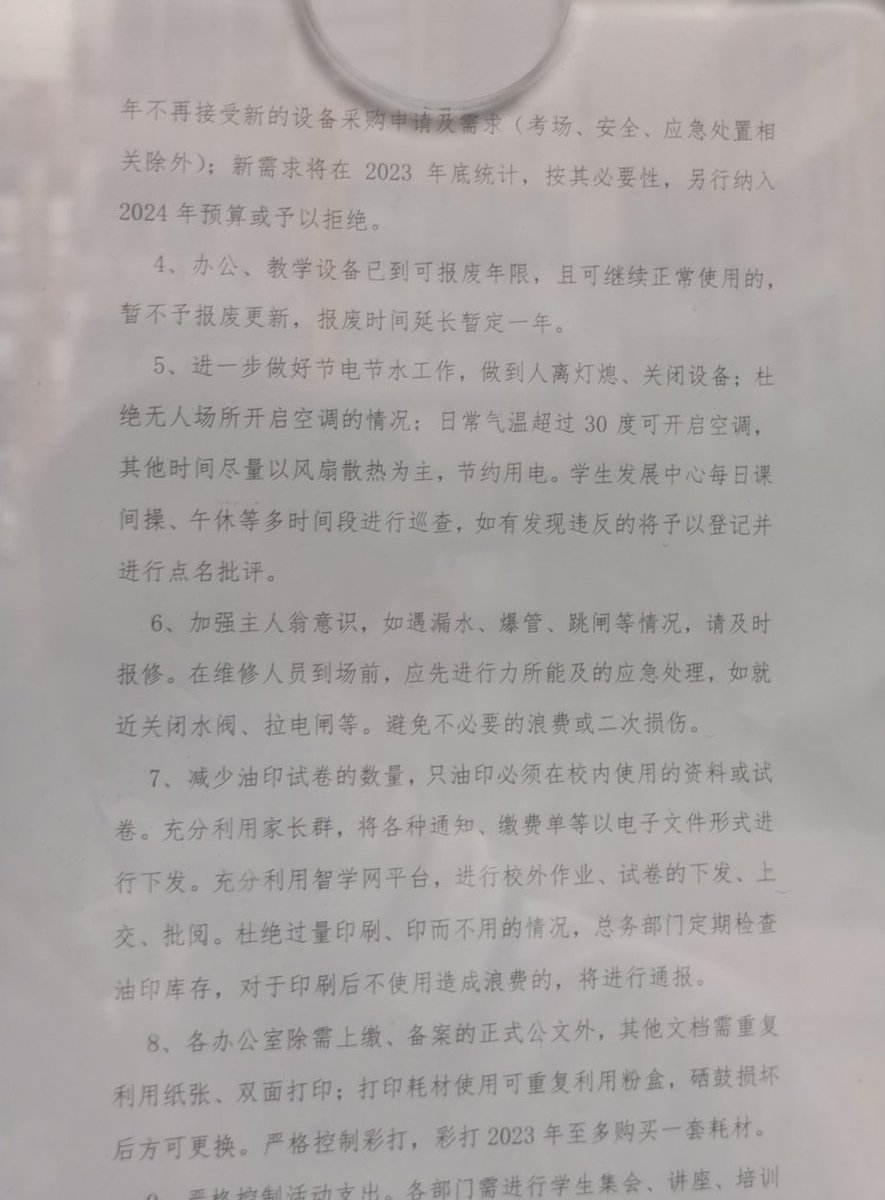 年不再接受新的设备采购申请及需求（考场、安全、应急处置相
关除外）；新需求将在 2023 年底统计，按其必要性，另行纳入
2024 年预算或予以拒绝。
4、办公、教学设备已到可报废年限，且可继续正常使用的，
暂不予报废更新，报废时间延长暂定一年。
5、进一步做好节电节水工作，做到人离灯熄、关闭设备；杜
绝无人场所开启空调的情况；日常气温超过 30 度可开启空调，
其他时间尽量以风扇散热为主，节约用电。学生发展中心每日课
间操、午休等多时间段进行巡查，如有发现违反的将予以登记并
进行点名批评。
6、加强主人翁意识，如遇漏水、爆管、跳闸等情况，请及时
报修。在维修人员到场前，应先进行力所能及的应急处理，如就
近关闭水阀、拉电闸等。避免不必要的浪费或二次损伤。
7、减少油印试卷的数量，只油印必须在校内使用的资料或试
卷。充分利用家长群，将各种通知、缴费单等以电子文件形式进
行下发。充分利用智学网平台，进行校外作业、试卷的下发、上
交、批阅。杜绝过量印刷、印而不用的情况，总务部门定期检查
油印库存，对于印刷后不使用造成浪费的，将进行通报。
8、各办公室除需上缴、备案的正式公文外，其他文档需重复
利用纸张、双面打印；打印耗材使用可重复利用粉盒，硒鼓损坏
后方可更换。严格控制彩打，彩打 2023 年至多购买一套耗材。
9、严格控制活动支出。各部门需进行学生集会、讲座、培训